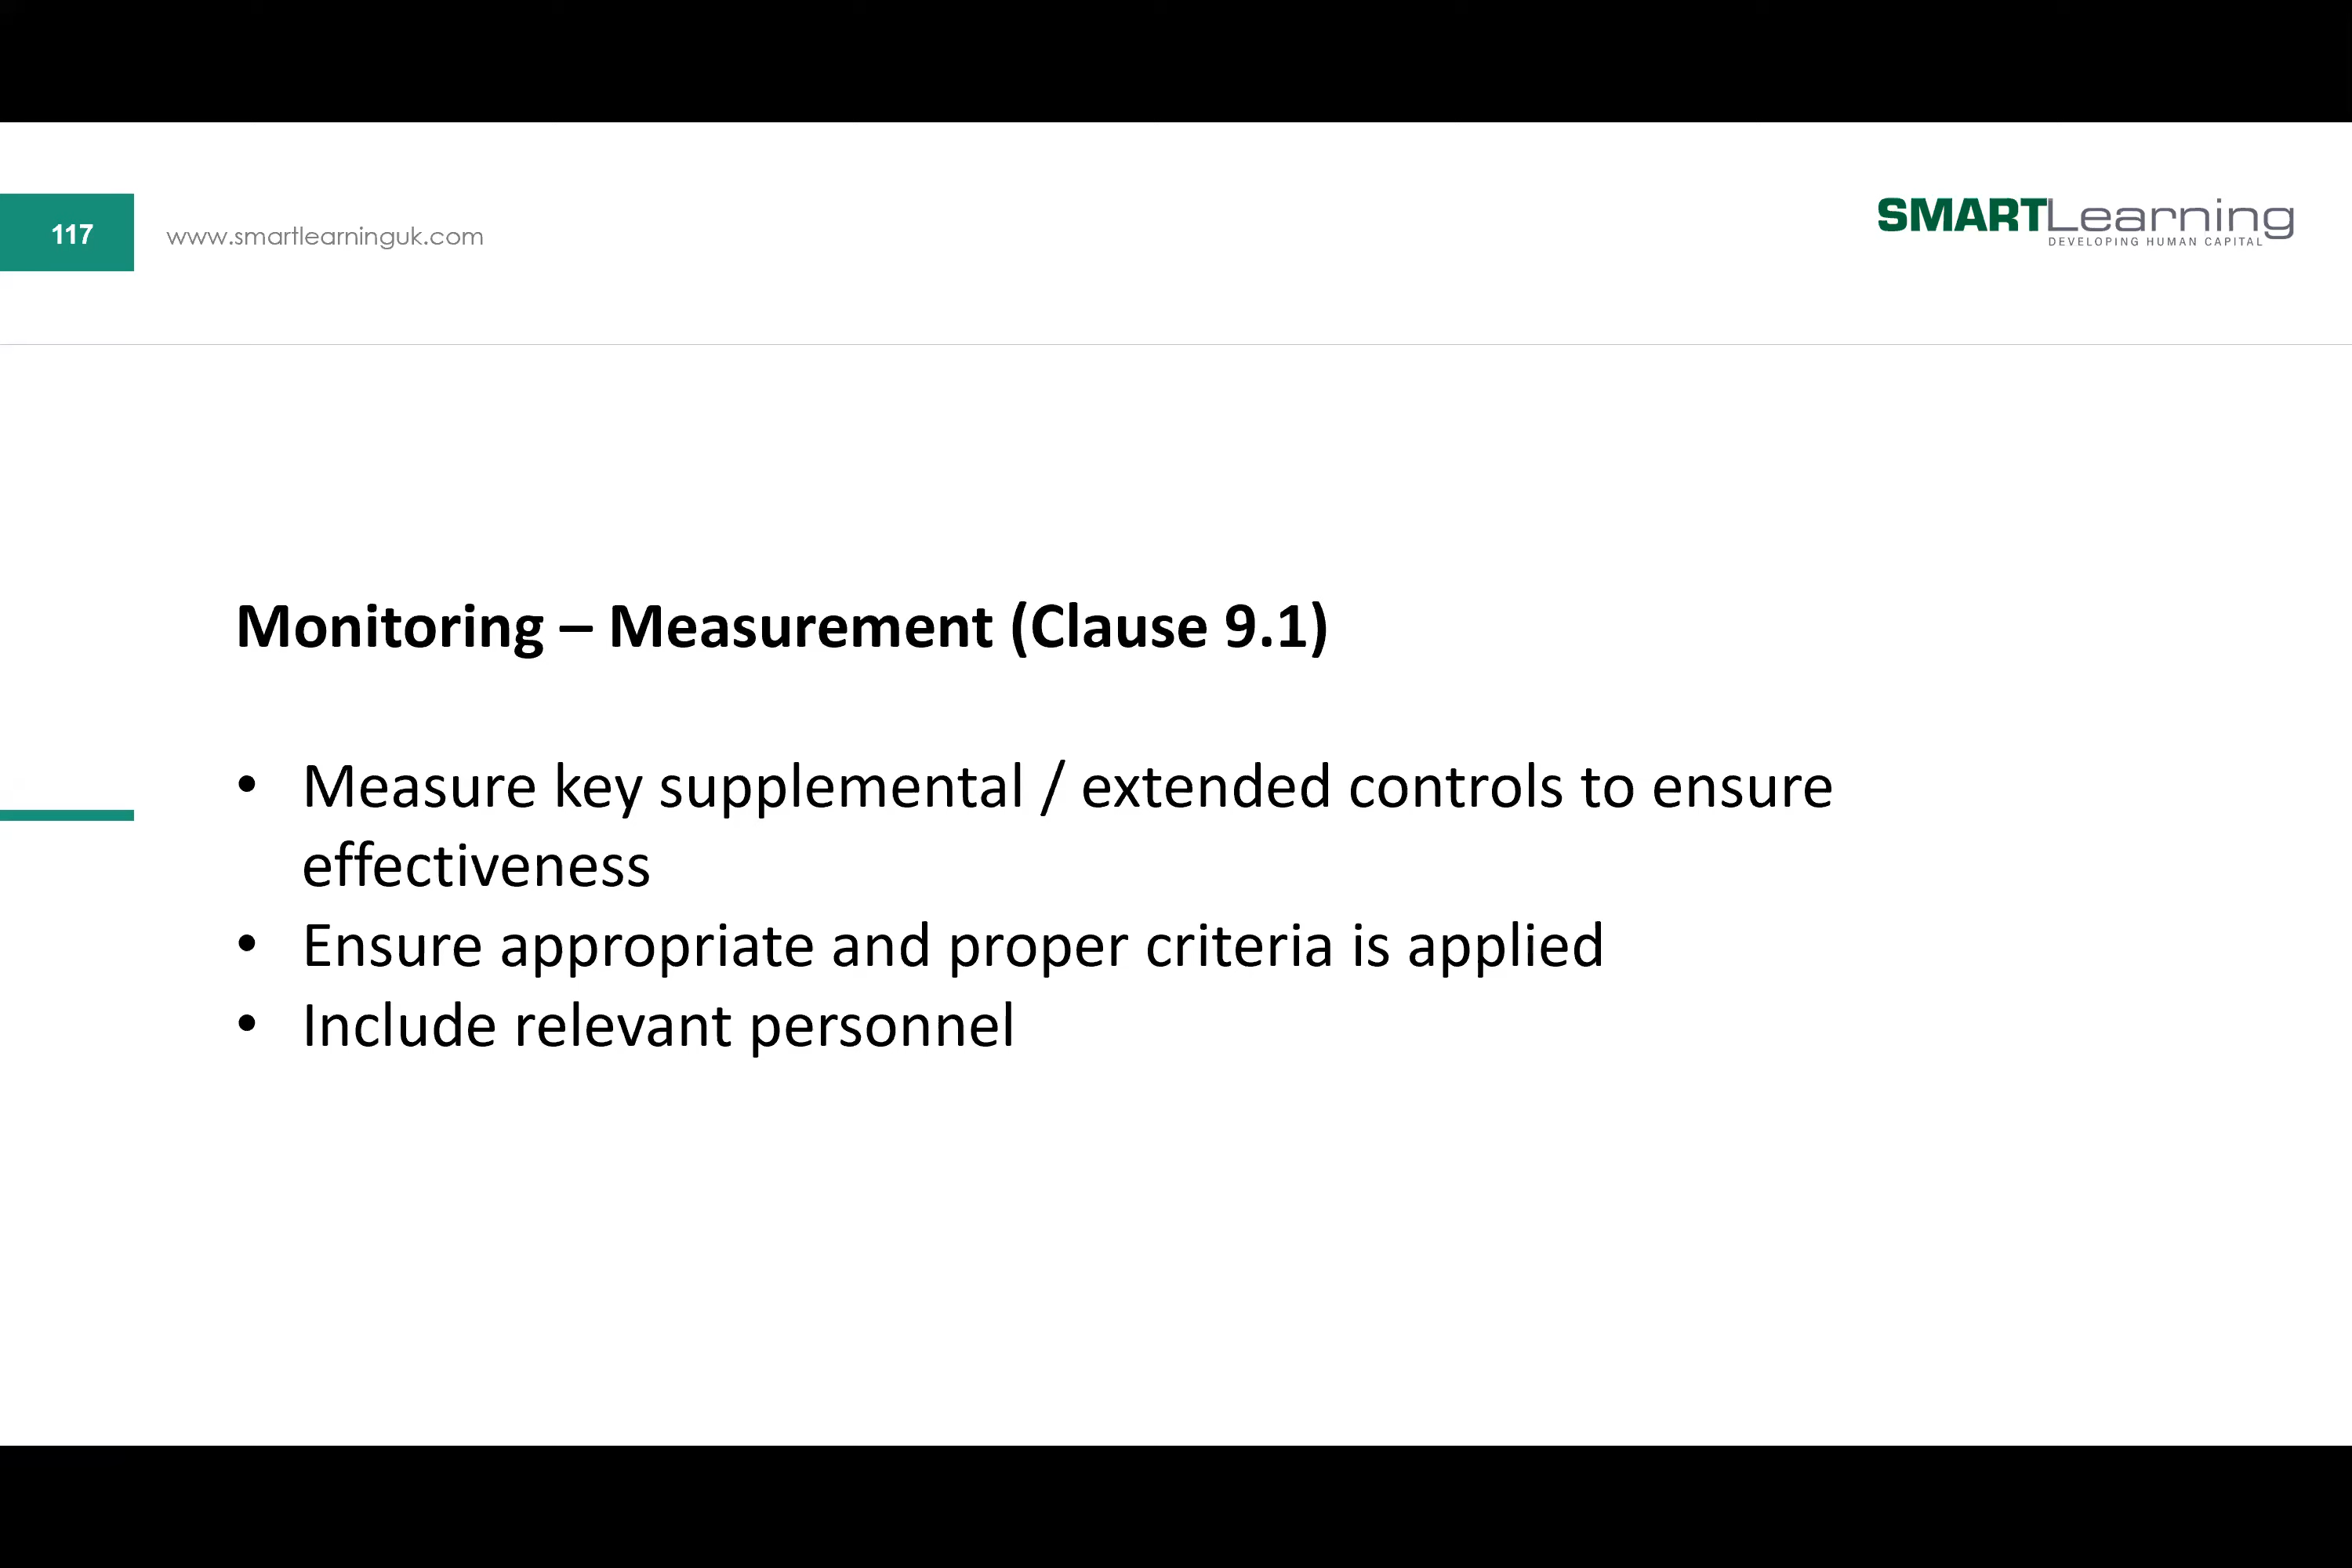 117
www.smartlearninguk.com
SMARTLearning
DEVELOPING HUMAN CAPITAL
Monitoring – Measurement (Clause 9.1)
• Measure key supplemental / extended controls to ensure
effectiveness
• Ensure appropriate and proper criteria is applied
• Include relevant personnel